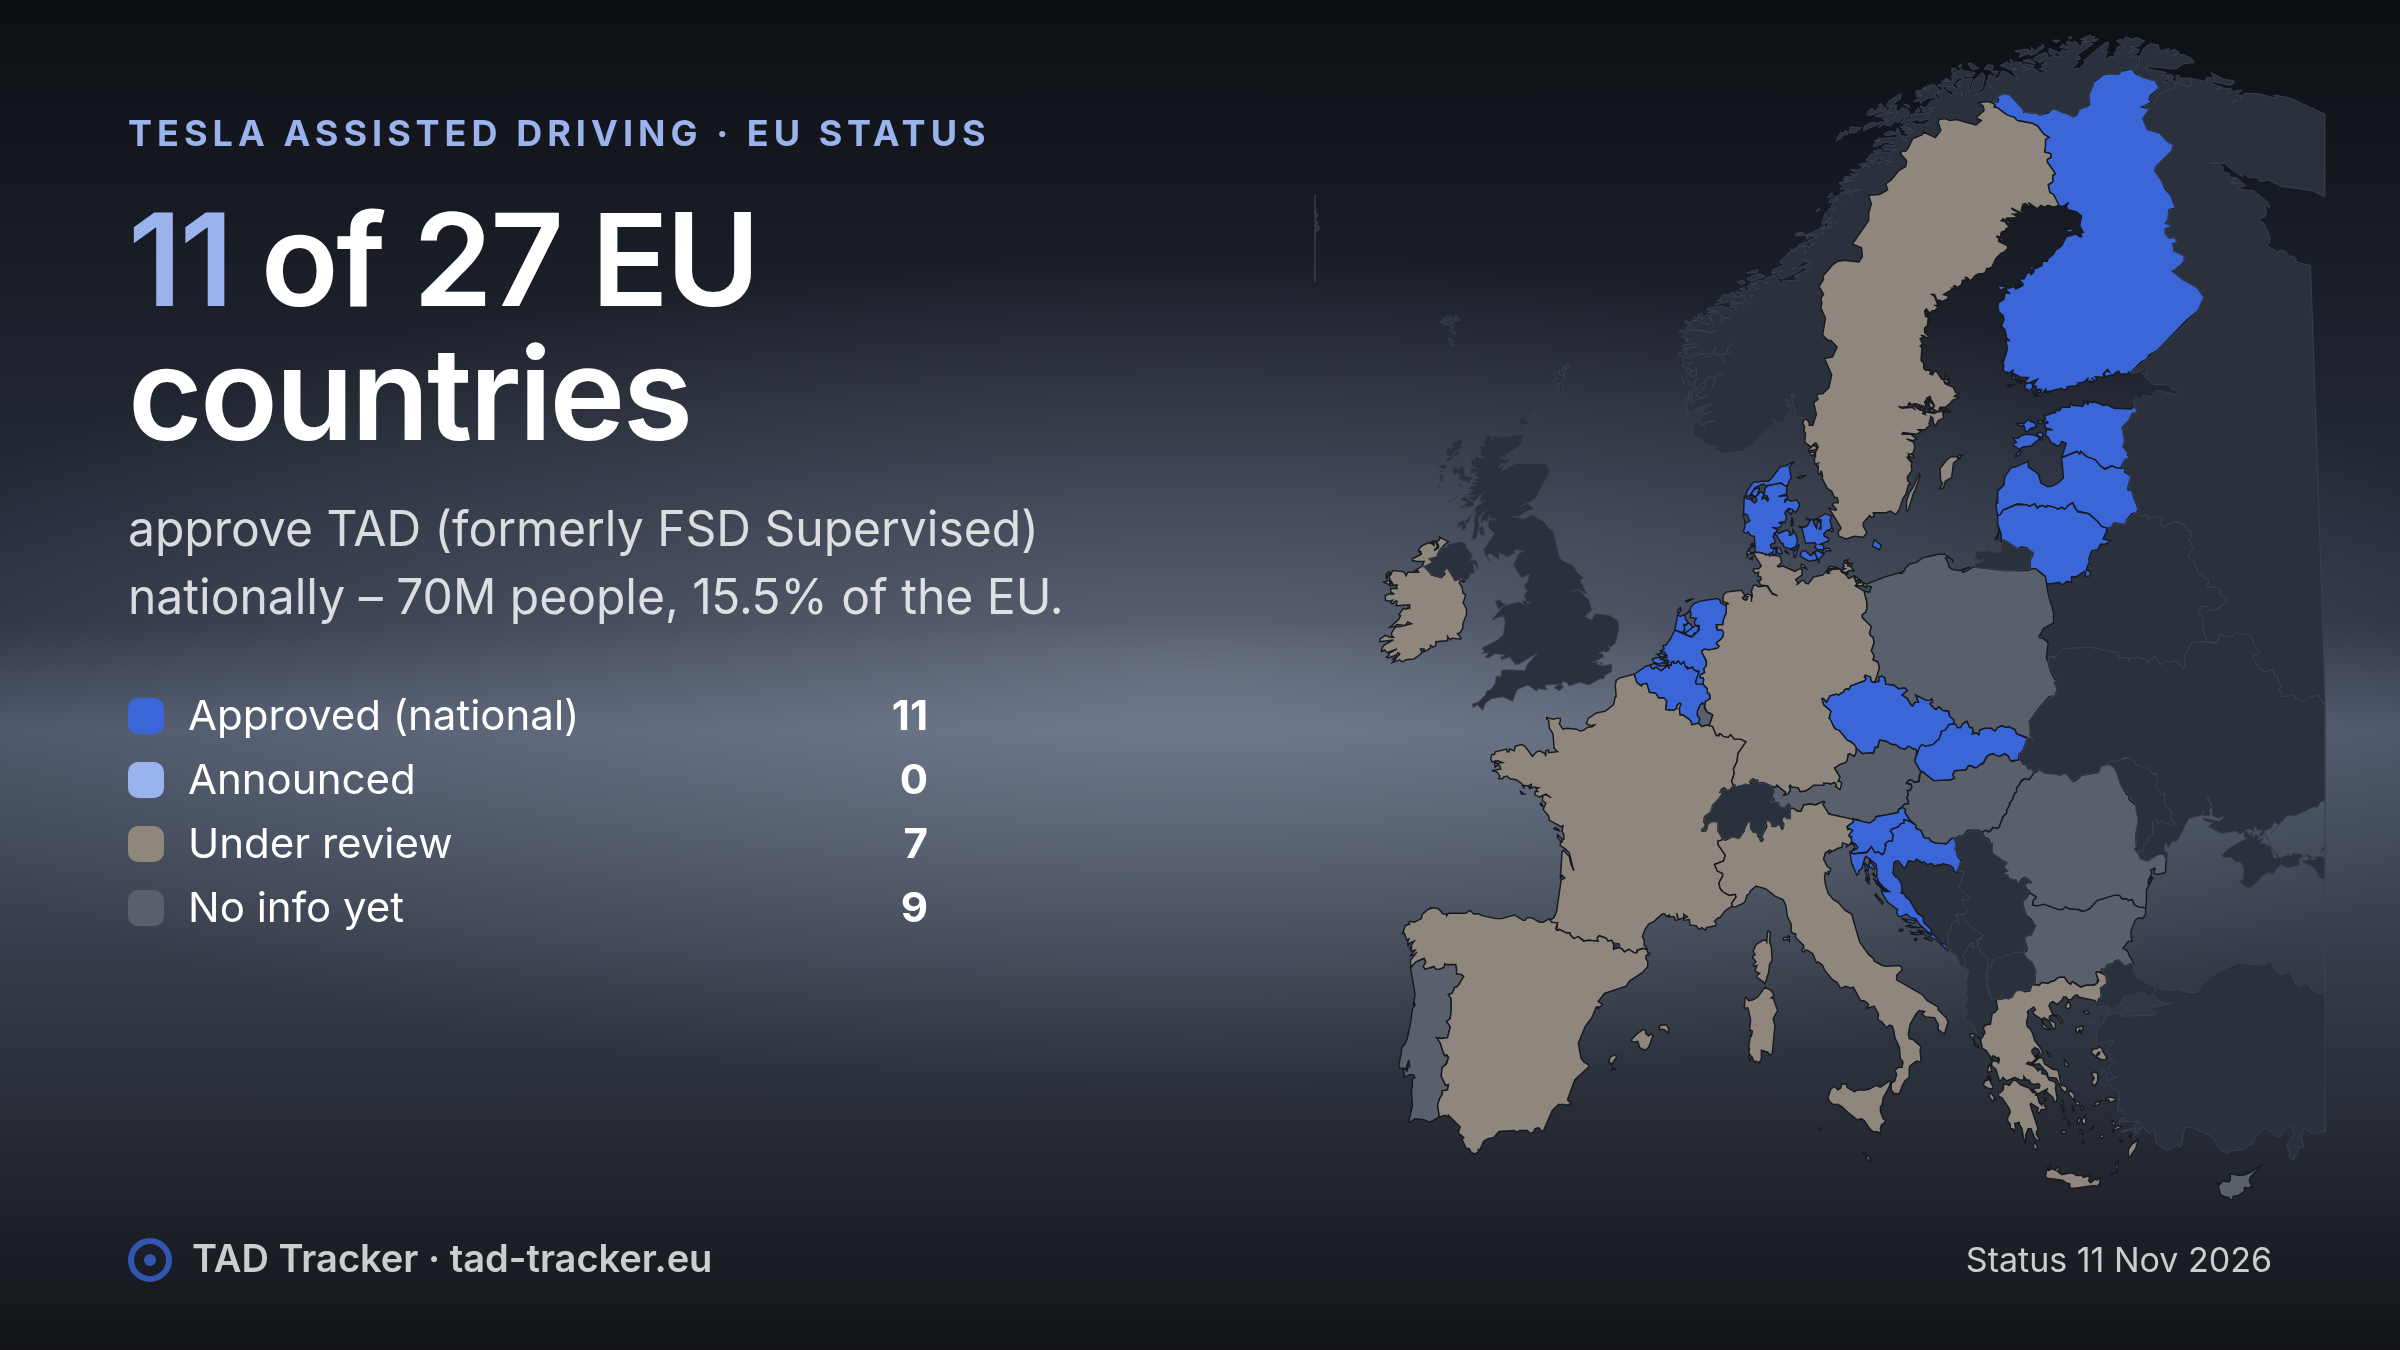 TESLA ASSISTED DRIVING · EU STATUS
11 of 27 EU
countries
approve TAD (formerly FSD Supervised)
nationally – 70M people, 15.5% of the EU.
Approved (national) 11
Announced 0
Under review 7
No info yet 9
TAD Tracker · tad-tracker.eu
Status 11 Nov 2026